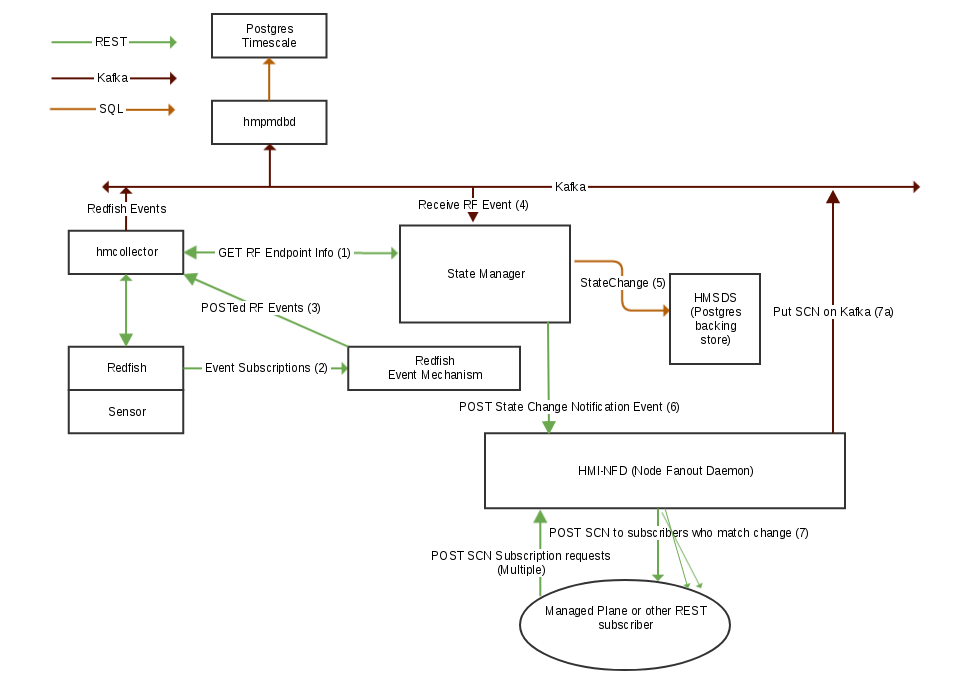 REST
Kafka
SQL
Postgres
Timescale
hmpmdbd
Kafka
Redfish Events
Receive RF Event (4)
hmcollector
GET RF Endpoint Info (1)
State Manager
StateChange (5)
HMSDS
(Postgres
backing
store)
Put SCN on Kafka (7a)
POSTed RF Events (3)
Redfish
Sensor
Event Subscriptions (2)
Redfish
Event Mechanism
POST State Change Notification Event (6)
HMI-NFD (Node Fanout Daemon)
POST SCN to subscribers who match change (7)
POST SCN Subscription requests
(Multiple)
Managed Plane or other REST
subscriber